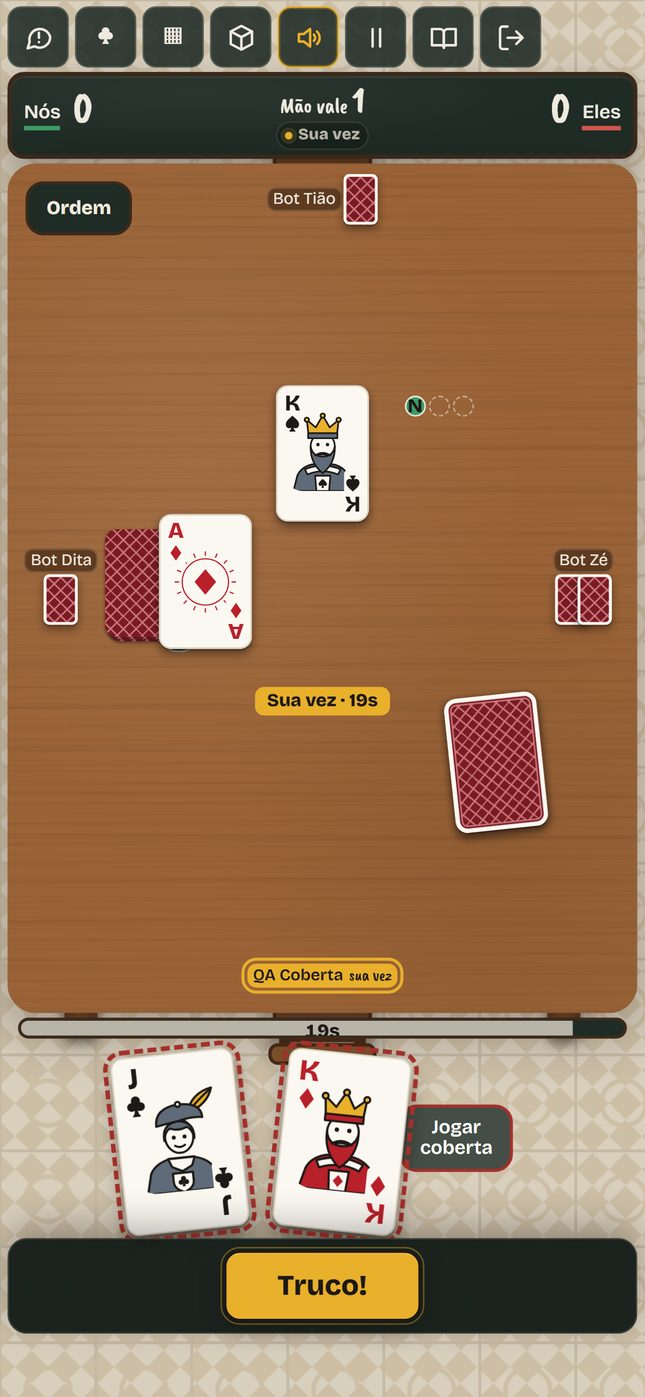 Nós 0
Mão vale 1
Sua vez
0 Eles
Ordem
Bot Tião
K
K
N
A
A
Bot Dita
Bot Zé
Sua vez · 19s
QA Coberta sua vez
19s
J
J
K
K
Jogar
coberta
Truco!